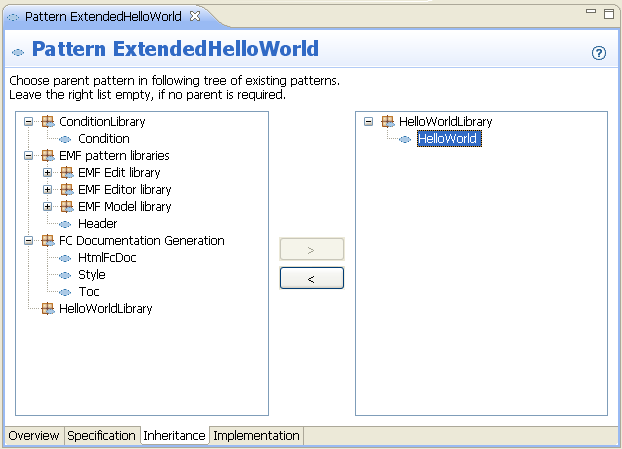 Pattern ExtendedHelloWorld
Pattern ExtendedHelloWorld
?
Choose parent pattern in following tree of existing patterns.
Leave the right list empty, if no parent is required.
ConditionLibrary
Condition
EMF pattern libraries
EMF Edit library
EMF Editor library
EMF Model library
Header
FC Documentation Generation
HtmlFcDoc
Style
Toc
HelloWorldLibrary
>
<
HelloWorldLibrary
HelloWorld
Overview Specification Inheritance Implementation